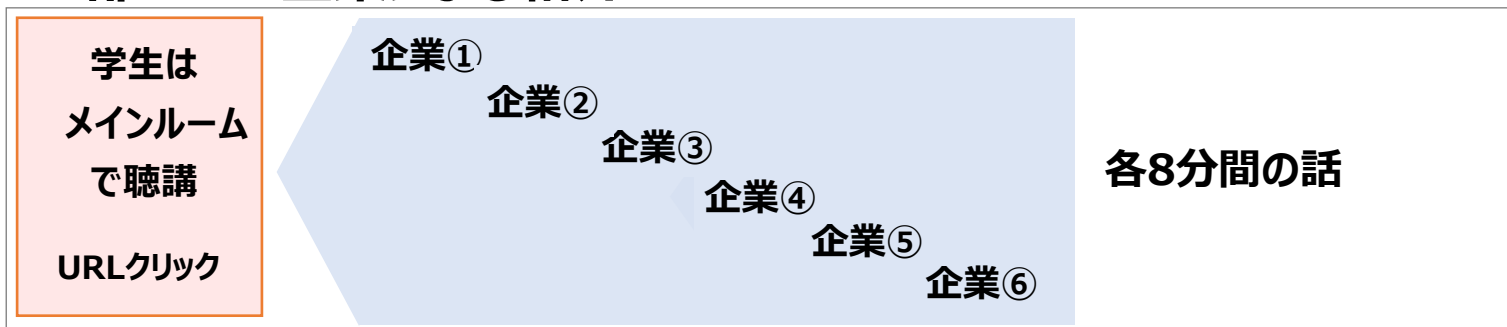 学生は
メインルーム
で聴講
URLクリック
企業①
企業②
企業③
企業④
企業⑤
企業⑥
各8分間の話